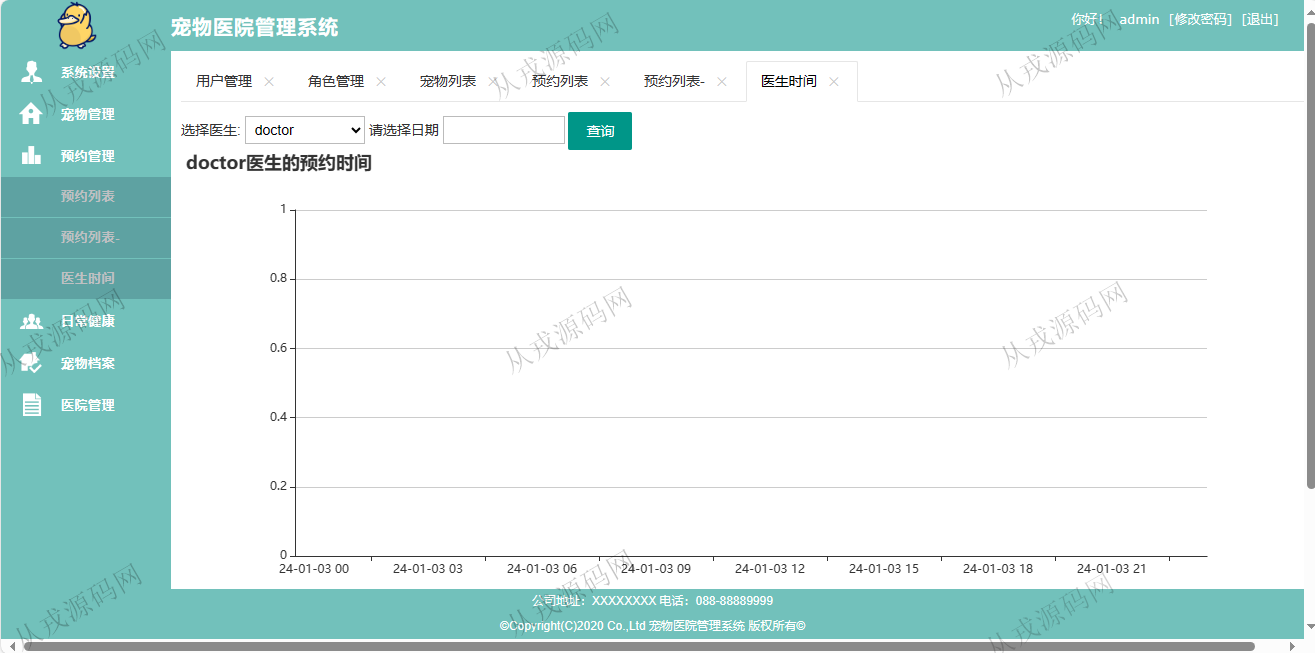 宠物医院管理系统
你好! admin [修改密码] [退出]
系统设置
宠物管理
预约管理
预约列表
预约列表-
医生时间
日常健康
宠物档案
医院管理
用户管理 角色管理 宠物列表 预约列表 预约列表- 医生时间
选择医生: doctor 请选择日期 查询
doctor医生的预约时间
1
0.8
0.6
0.4
0.2
0
24-01-03 00 24-01-03 03 24-01-03 06 24-01-03 09 24-01-03 12 24-01-03 15 24-01-03 18 24-01-03 21
公司地址：XXXXXXXX 电话：088-88889999
©Copyright(C)2020 Co.,Ltd 宠物医院管理系统 版权所有©
从戎源码网
从戎源码网
从戎源码网
从戎源码网
从戎源码网
从戎源码网
从戎源码网
从戎源码网
从戎源码网